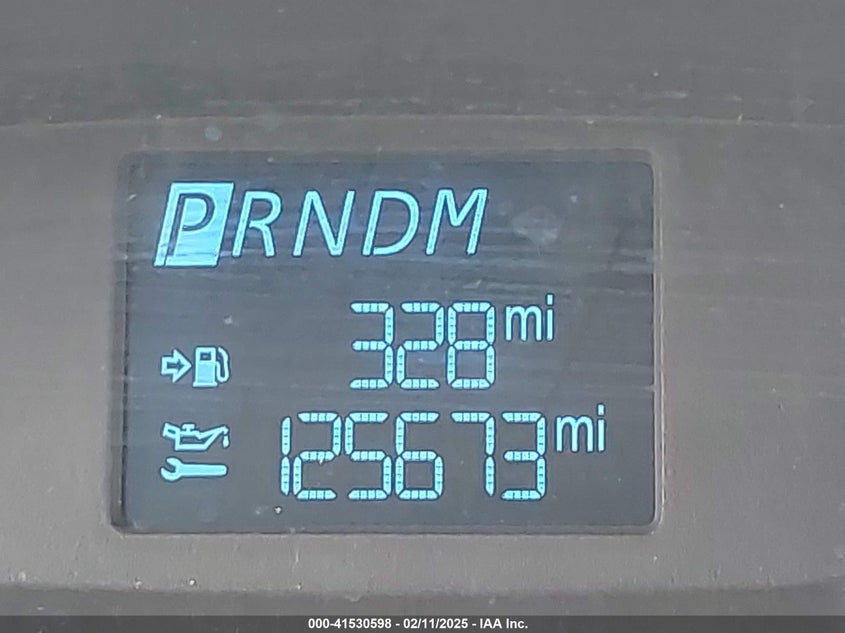 PRNDM
328 mi
125673 mi
000-41530598 - 02/11/2025 - IAA Inc.